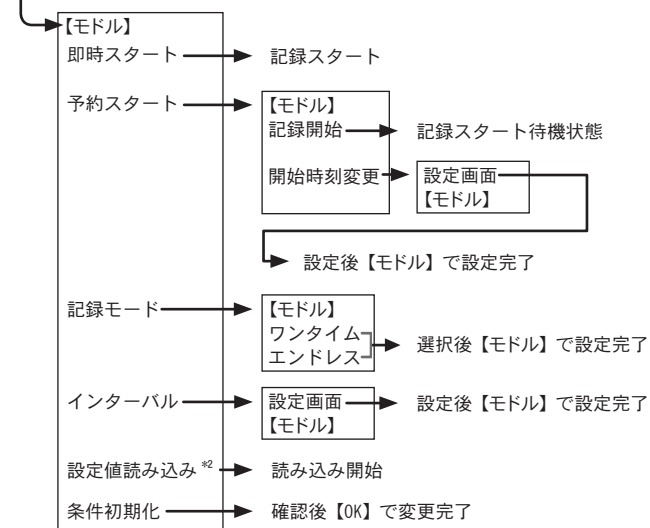 【モドル】
即時スタート 記録スタート
予約スタート 【モドル】
記録開始 記録スタート待機状態
開始時刻変更 設定画面
【モドル】
設定後【モドル】で設定完了
記録モード 【モドル】
ワンタイム
エンドレス 選択後【モドル】で設定完了
インターバル 設定画面 設定後【モドル】で設定完了
【モドル】
設定値読み込み*2 読み込み開始
条件初期化 確認後【OK】で変更完了